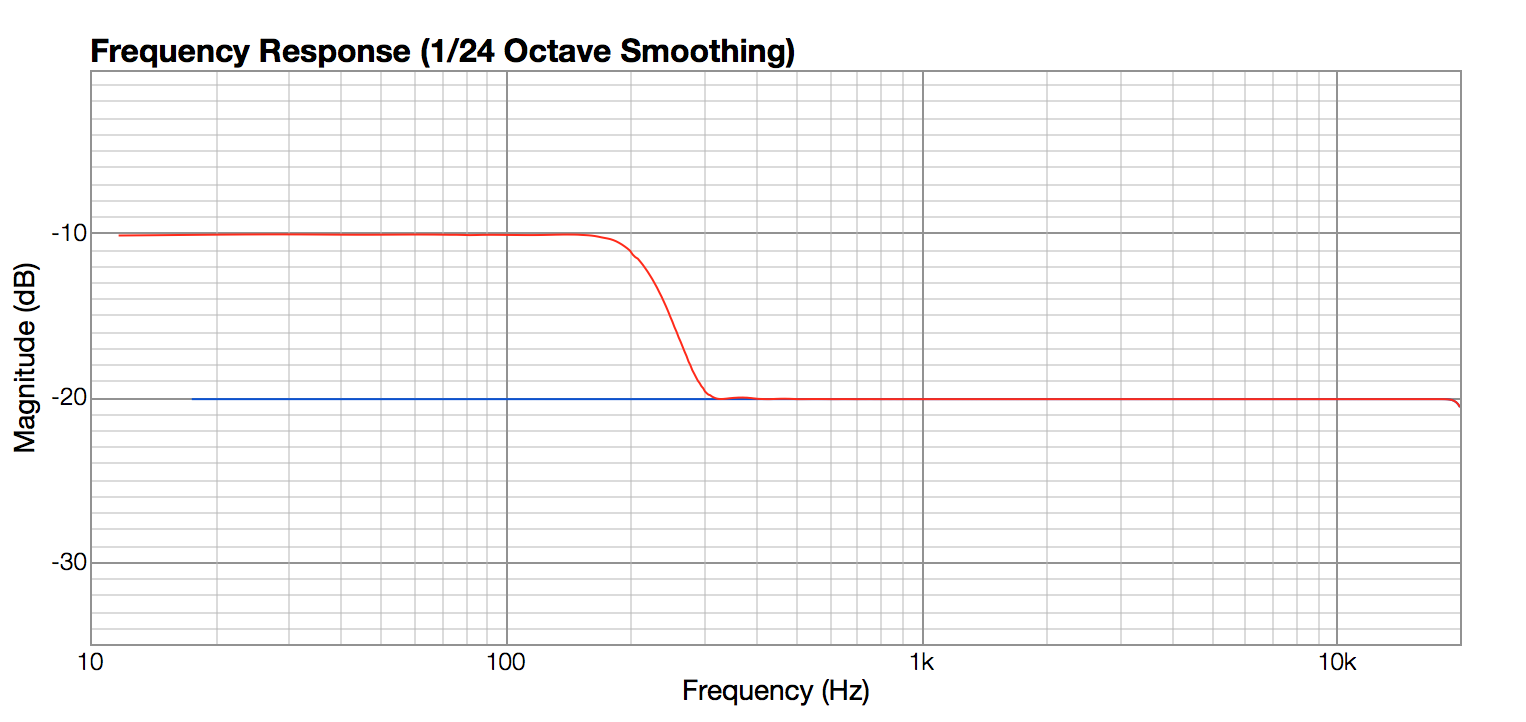 Frequency Response (1/24 Octave Smoothing)
-10
-20
-30
Magnitude (dB)
10
100
1k
10k
Frequency (Hz)